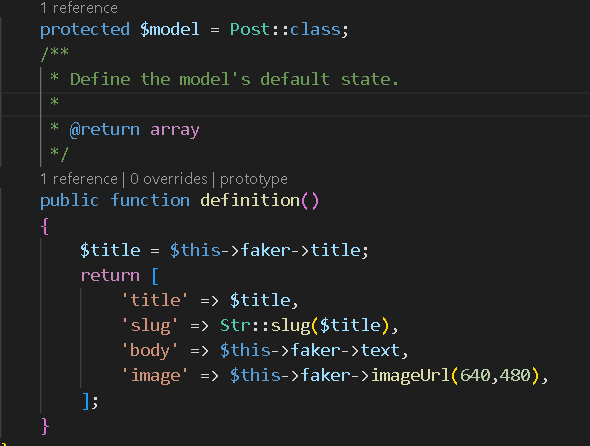 1 reference
protected $model = Post::class;
/**
* Define the model's default state.
*
* @return array
*/
1 reference | 0 overrides | prototype
public function definition()
{
$title = $this->faker->title;
return [
'title' => $title,
'slug' => Str::slug($title),
'body' => $this->faker->text,
'image' => $this->faker->imageUrl(640,480),
];
}